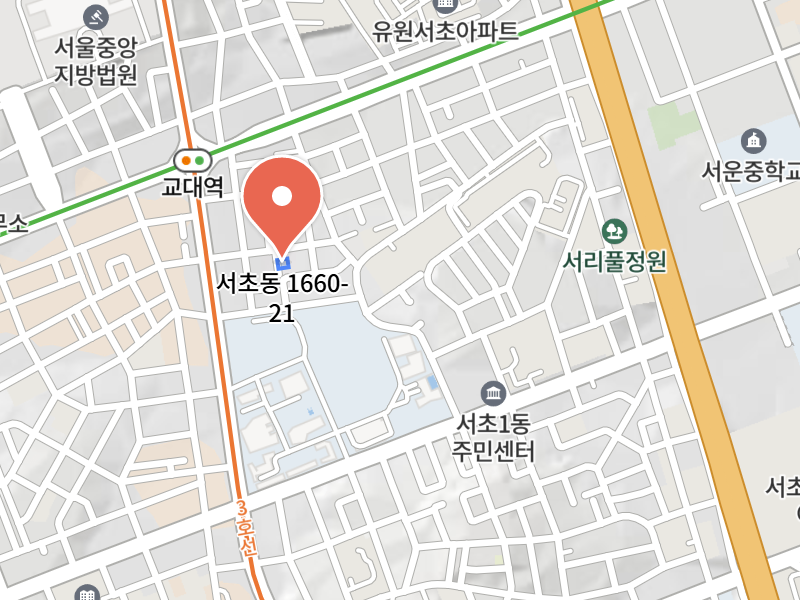 유원서초아파트
서울중앙
지방법원
서운중학교
교대역
무소
서리풀정원
서초동 1660-
21
서초1동
주민센터
서초
3호선